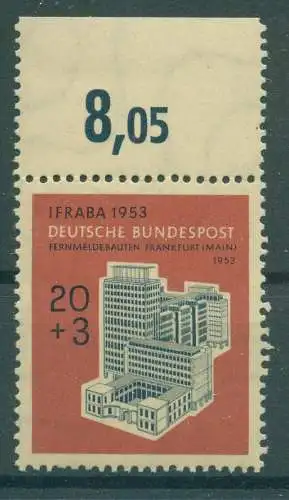 8,05
IFRABA 1953
DEUTSCHE BUNDESPOST
FERNMELDEBAUTEN FRANKFURT (MAIN)
1953
20
+3